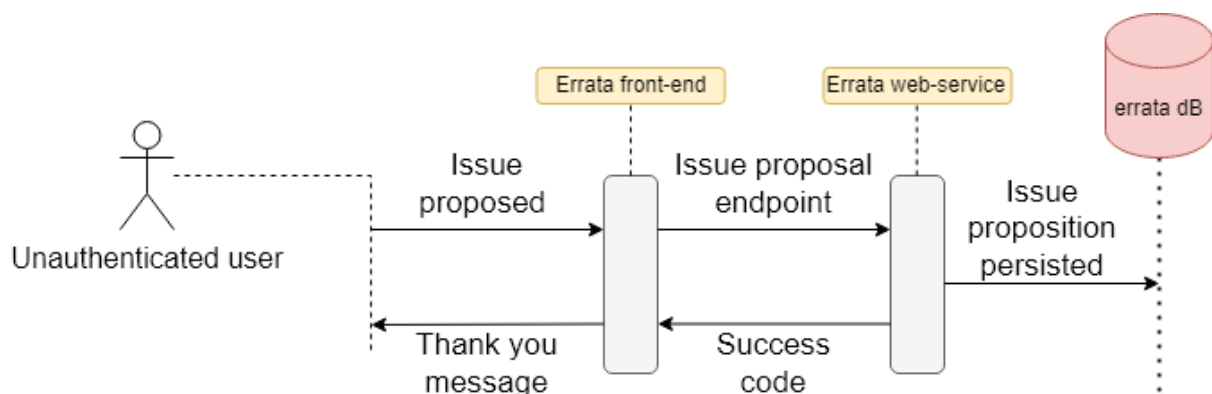 Errata front-end
Errata web-service
errata dB
Unauthenticated user
Issue
proposed
Issue proposal
endpoint
Issue
proposition
persisted
Thank you
message
Success
code